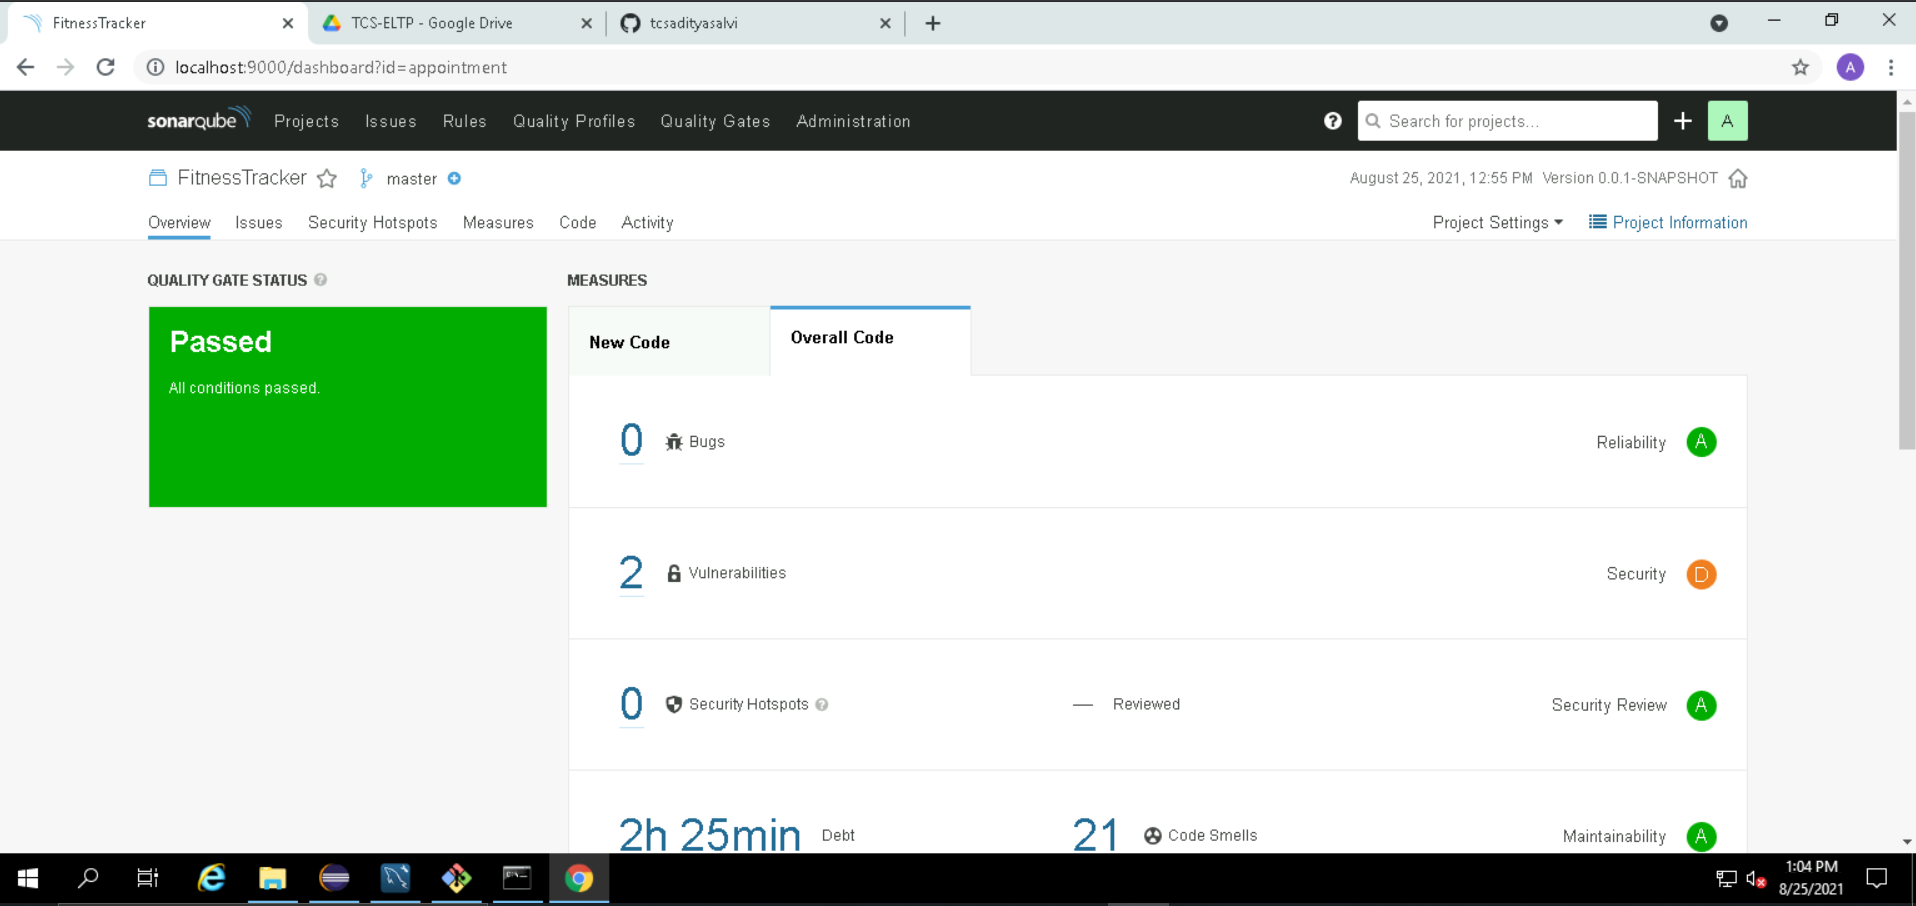 FitnessTracker
TCS-ELTP - Google Drive
tcsadityasalvi
localhost:9000/dashboard?id=appointment
A
sonarqube
Projects
Issues
Rules
Quality Profiles
Quality Gates
Administration
Search for projects...
A
FitnessTracker
master
August 25, 2021, 12:55 PM Version 0.0.1-SNAPSHOT
Overview
Issues
Security Hotspots
Measures
Code
Activity
Project Settings
Project Information
QUALITY GATE STATUS
MEASURES
Passed
All conditions passed.
New Code
Overall Code
0 Bugs
Reliability A
2 Vulnerabilities
Security D
0 Security Hotspots
— Reviewed
Security Review A
2h 25min Debt
21 Code Smells
Maintainability A
1:04 PM
8/25/2021